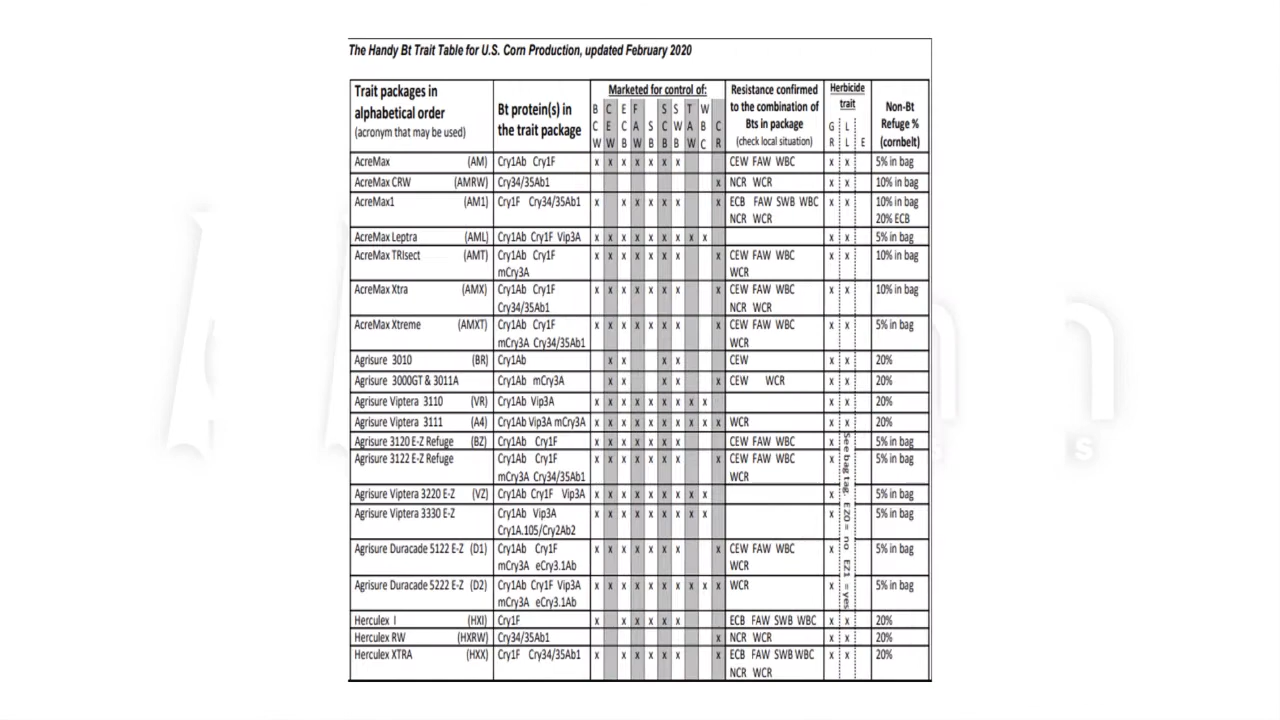 The Handy Bt Trait Table for U.S. Corn Production, updated February 2020
Trait packages in alphabetical order (acronym that may be used) Bt protein(s) in the trait package Marketed for control of: BCW CEW ECB FAW SB SCB SWB TAW WBC CR Resistance confirmed to the combination of Bts in package (check local situation) Herbicide trait GR LL E Non-Bt Refuge % (cornbelt)
AcreMax (AM) Cry1Ab Cry1F x x x x x x x CEW FAW WBC x x 5% in bag
AcreMax CRW (AMRW) Cry34/35Ab1 x NCR WCR x x 10% in bag
AcreMax1 (AM1) Cry1F Cry34/35Ab1 x x x x x x x ECB FAW SWB WBC x x 10% in bag
NCR WCR 20% ECB
AcreMax Leptra (AML) Cry1Ab Cry1F Vip3A x x x x x x x x x x x 5% in bag
AcreMax TRIsect (AMT) Cry1Ab Cry1F x x x x x x x x CEW FAW WBC x x 10% in bag
mCry3A WCR
AcreMax Xtra (AMX) Cry1Ab Cry1F x x x x x x x x CEW FAW WBC x x 10% in bag
Cry34/35Ab1 NCR WCR
AcreMax Xtreme (AMXT) Cry1Ab Cry1F x x x x x x x x CEW FAW WBC x x 5% in bag
mCry3A Cry34/35Ab1 WCR
Agrisure 3010 (BR) Cry1Ab x x x x CEW x x 20%
Agrisure 3000GT & 3011A Cry1Ab mCry3A x x x x x CEW WCR x x 20%
Agrisure Viptera 3110 (VR) Cry1Ab Vip3A x x x x x x x x x x x 20%
Agrisure Viptera 3111 (A4) Cry1Ab Vip3A mCry3A x x x x x x x x x x WCR x x 20%
Agrisure 3120 E-Z Refuge (BZ) Cry1Ab Cry1F x x x x x x x CEW FAW WBC x See bag tag. EZ0 = no EZ1 = yes 5% in bag
Agrisure 3122 E-Z Refuge Cry1Ab Cry1F x x x x x x x x CEW FAW WBC x 5% in bag
mCry3A Cry34/35Ab1 WCR
Agrisure Viptera 3220 E-Z (VZ) Cry1Ab Cry1F Vip3A x x x x x x x x x x 5% in bag
Agrisure Viptera 3330 E-Z Cry1Ab Vip3A x x x x x x x x x x 5% in bag
Cry1A.105/Cry2Ab2
Agrisure Duracade 5122 E-Z (D1) Cry1Ab Cry1F x x x x x x x x CEW FAW WBC x 5% in bag
mCry3A eCry3.1Ab WCR
Agrisure Duracade 5222 E-Z (D2) Cry1Ab Cry1F Vip3A x x x x x x x x x x WCR x 5% in bag
mCry3A eCry3.1Ab
Herculex I (HXI) Cry1F x x x x x x ECB FAW SWB WBC x x 20%
Herculex RW (HXRW) Cry34/35Ab1 x NCR WCR x x 20%
Herculex XTRA (HXX) Cry1F Cry34/35Ab1 x x x x x x x ECB FAW SWB WBC x x 20%
NCR WCR